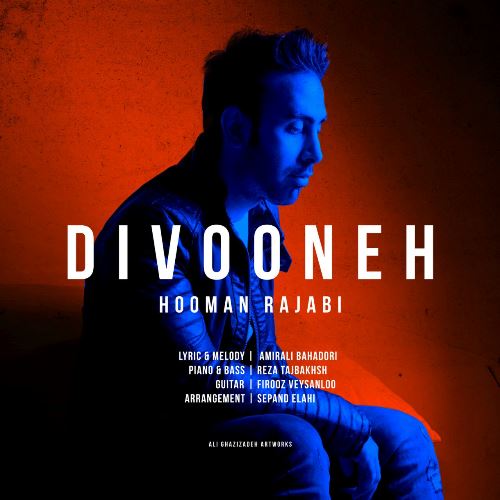 DIVOONEH
HOOMAN RAJABI
LYRIC & MELODY | AMIRALI BAHADORI
PIANO & BASS | REZA TAJBAKHSH
GUITAR | FIROOZ VEYSANLOO
ARRANGEMENT | SEPAND ELAHI
ALI GHAZIZADEH ARTWORKS